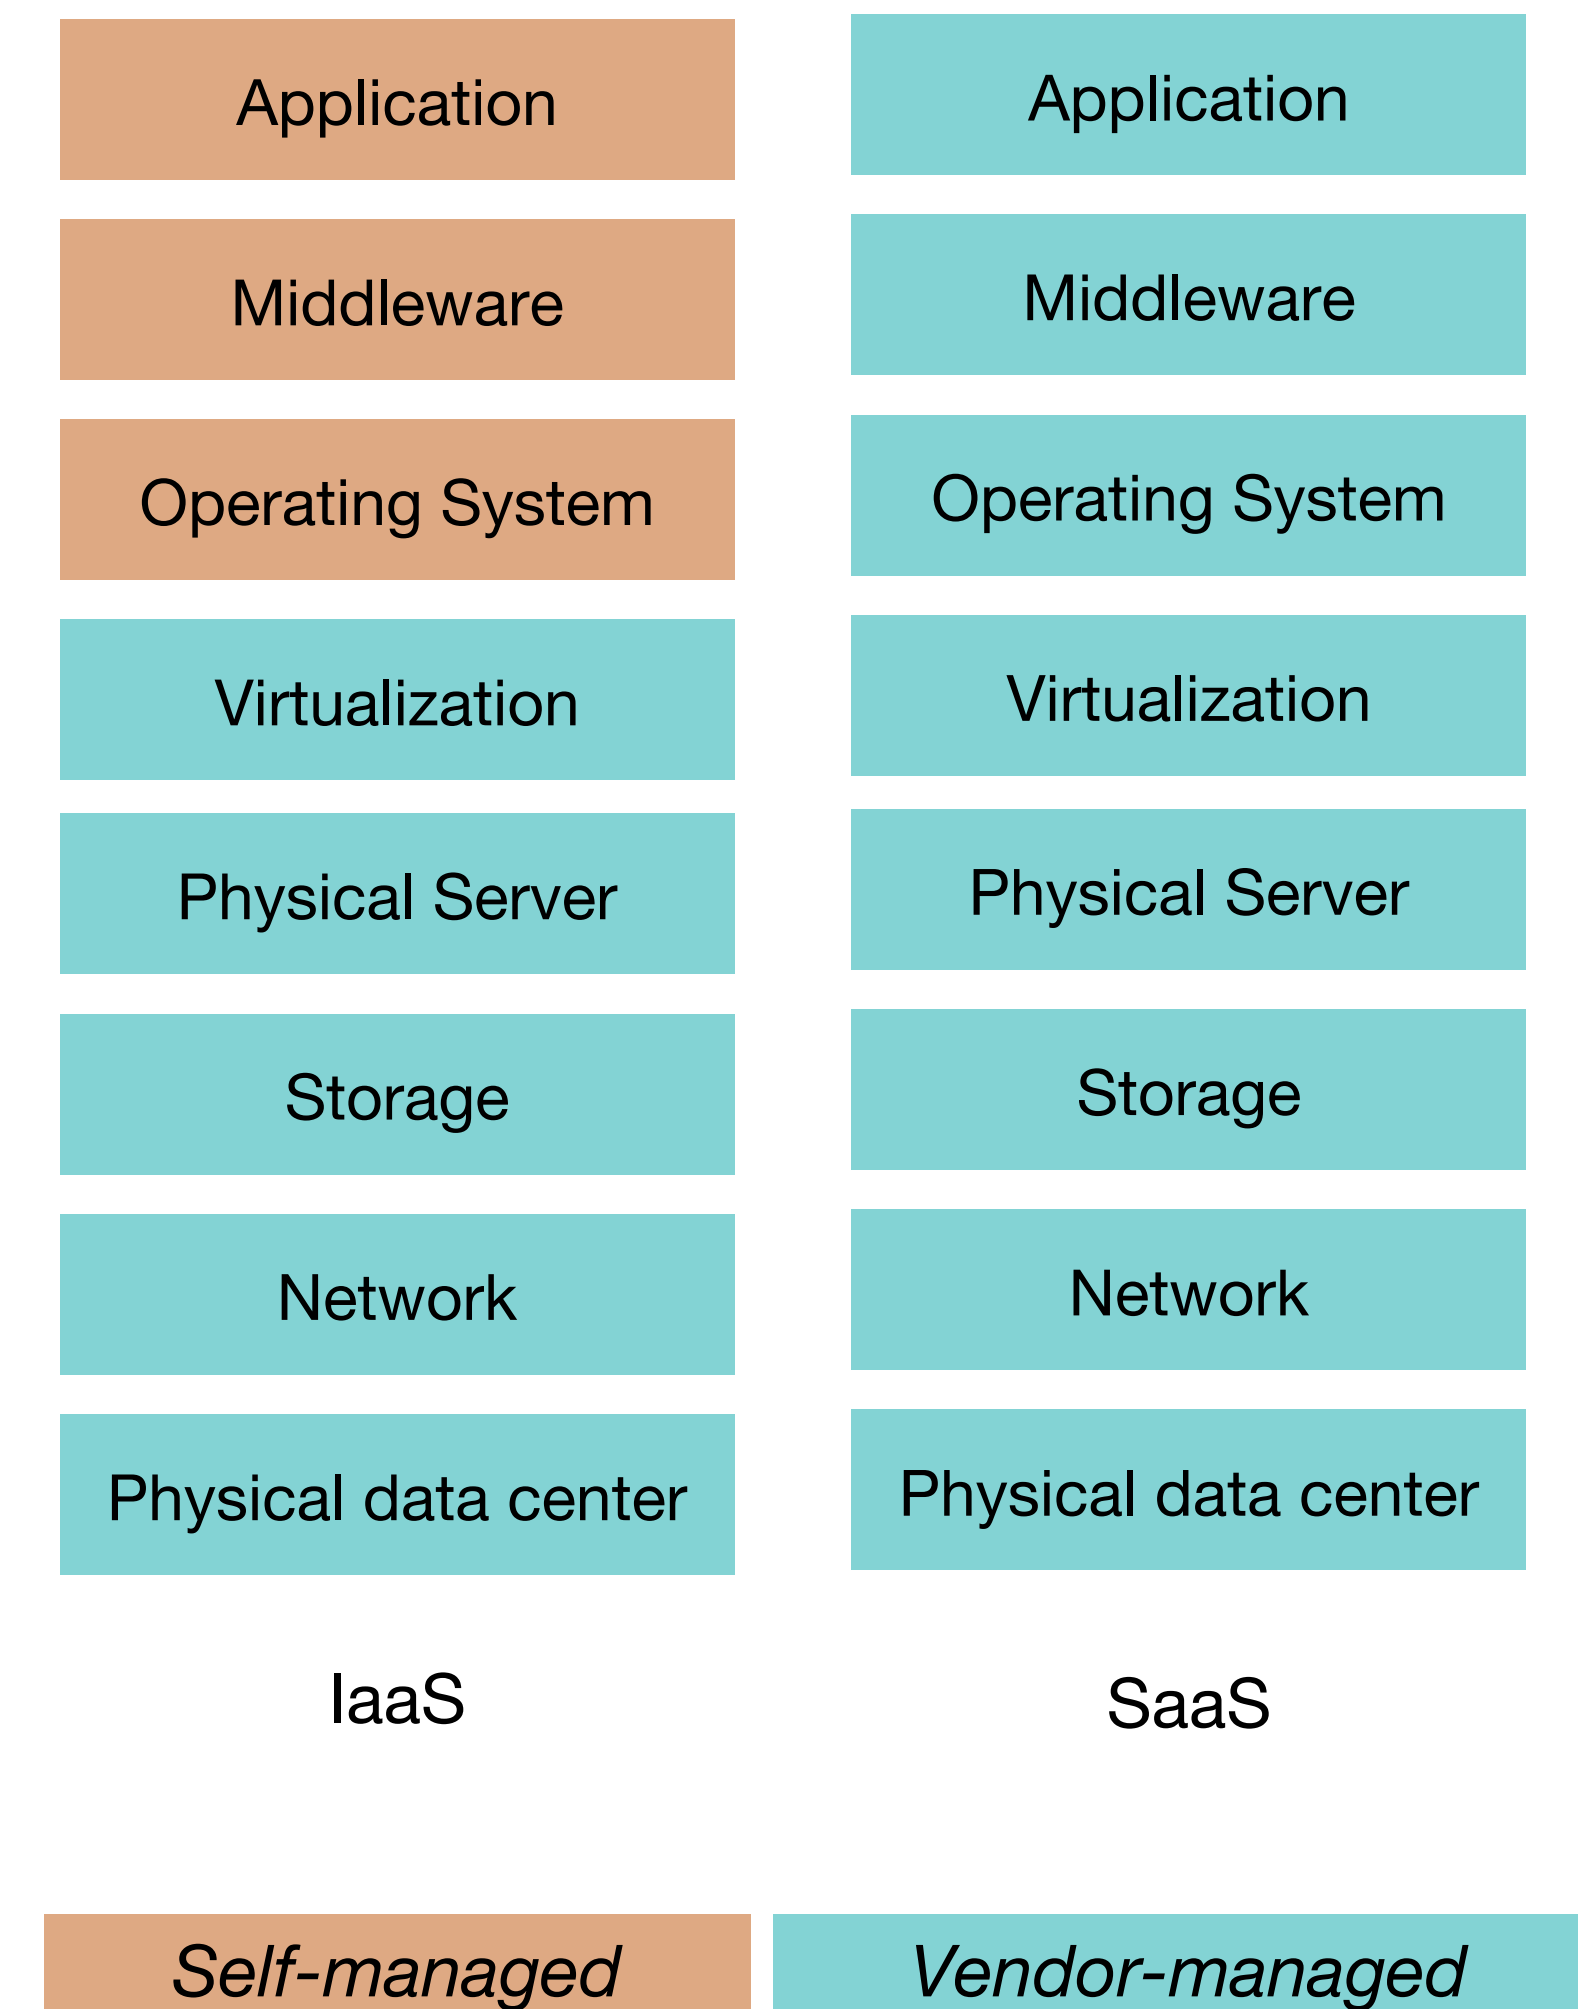 Application
Middleware
Operating System
Virtualization
Physical Server
Storage
Network
Physical data center
IaaS
Application
Middleware
Operating System
Virtualization
Physical Server
Storage
Network
Physical data center
SaaS
Self-managed
Vendor-managed